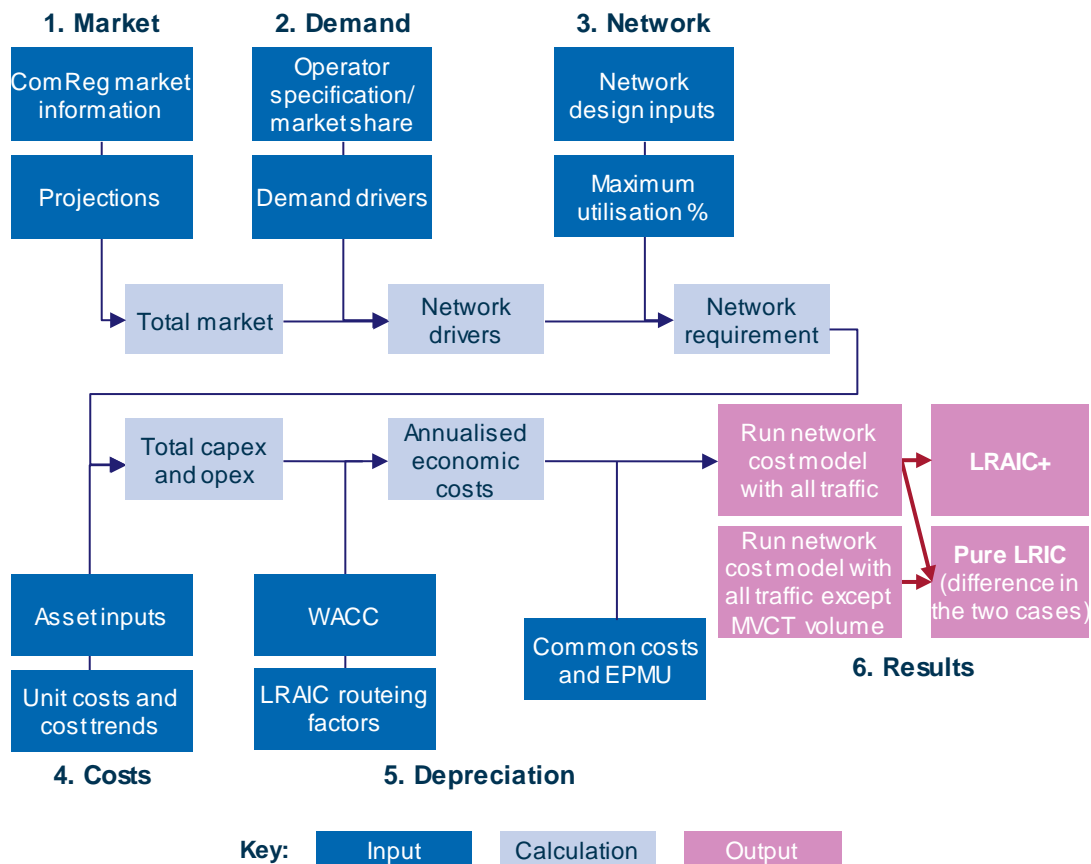 1. Market
2. Demand
3. Network
ComReg market
information
Operator
specification/
market share
Network
design inputs
Projections
Demand drivers
Maximum
utilisation %
Total market
Network
drivers
Network
requirement
Total capex
and opex
Annualised
economic
costs
Run network
cost model
with all traffic
LRAIC+
Run network
cost model with
all traffic except
MVCT volume
Pure LRIC
(difference in
the two cases)
Asset inputs
WACC
Common costs
and EPMU
6. Results
Unit costs and
cost trends
LRAIC routeing
factors
4. Costs
5. Depreciation
Key:
Input
Calculation
Output